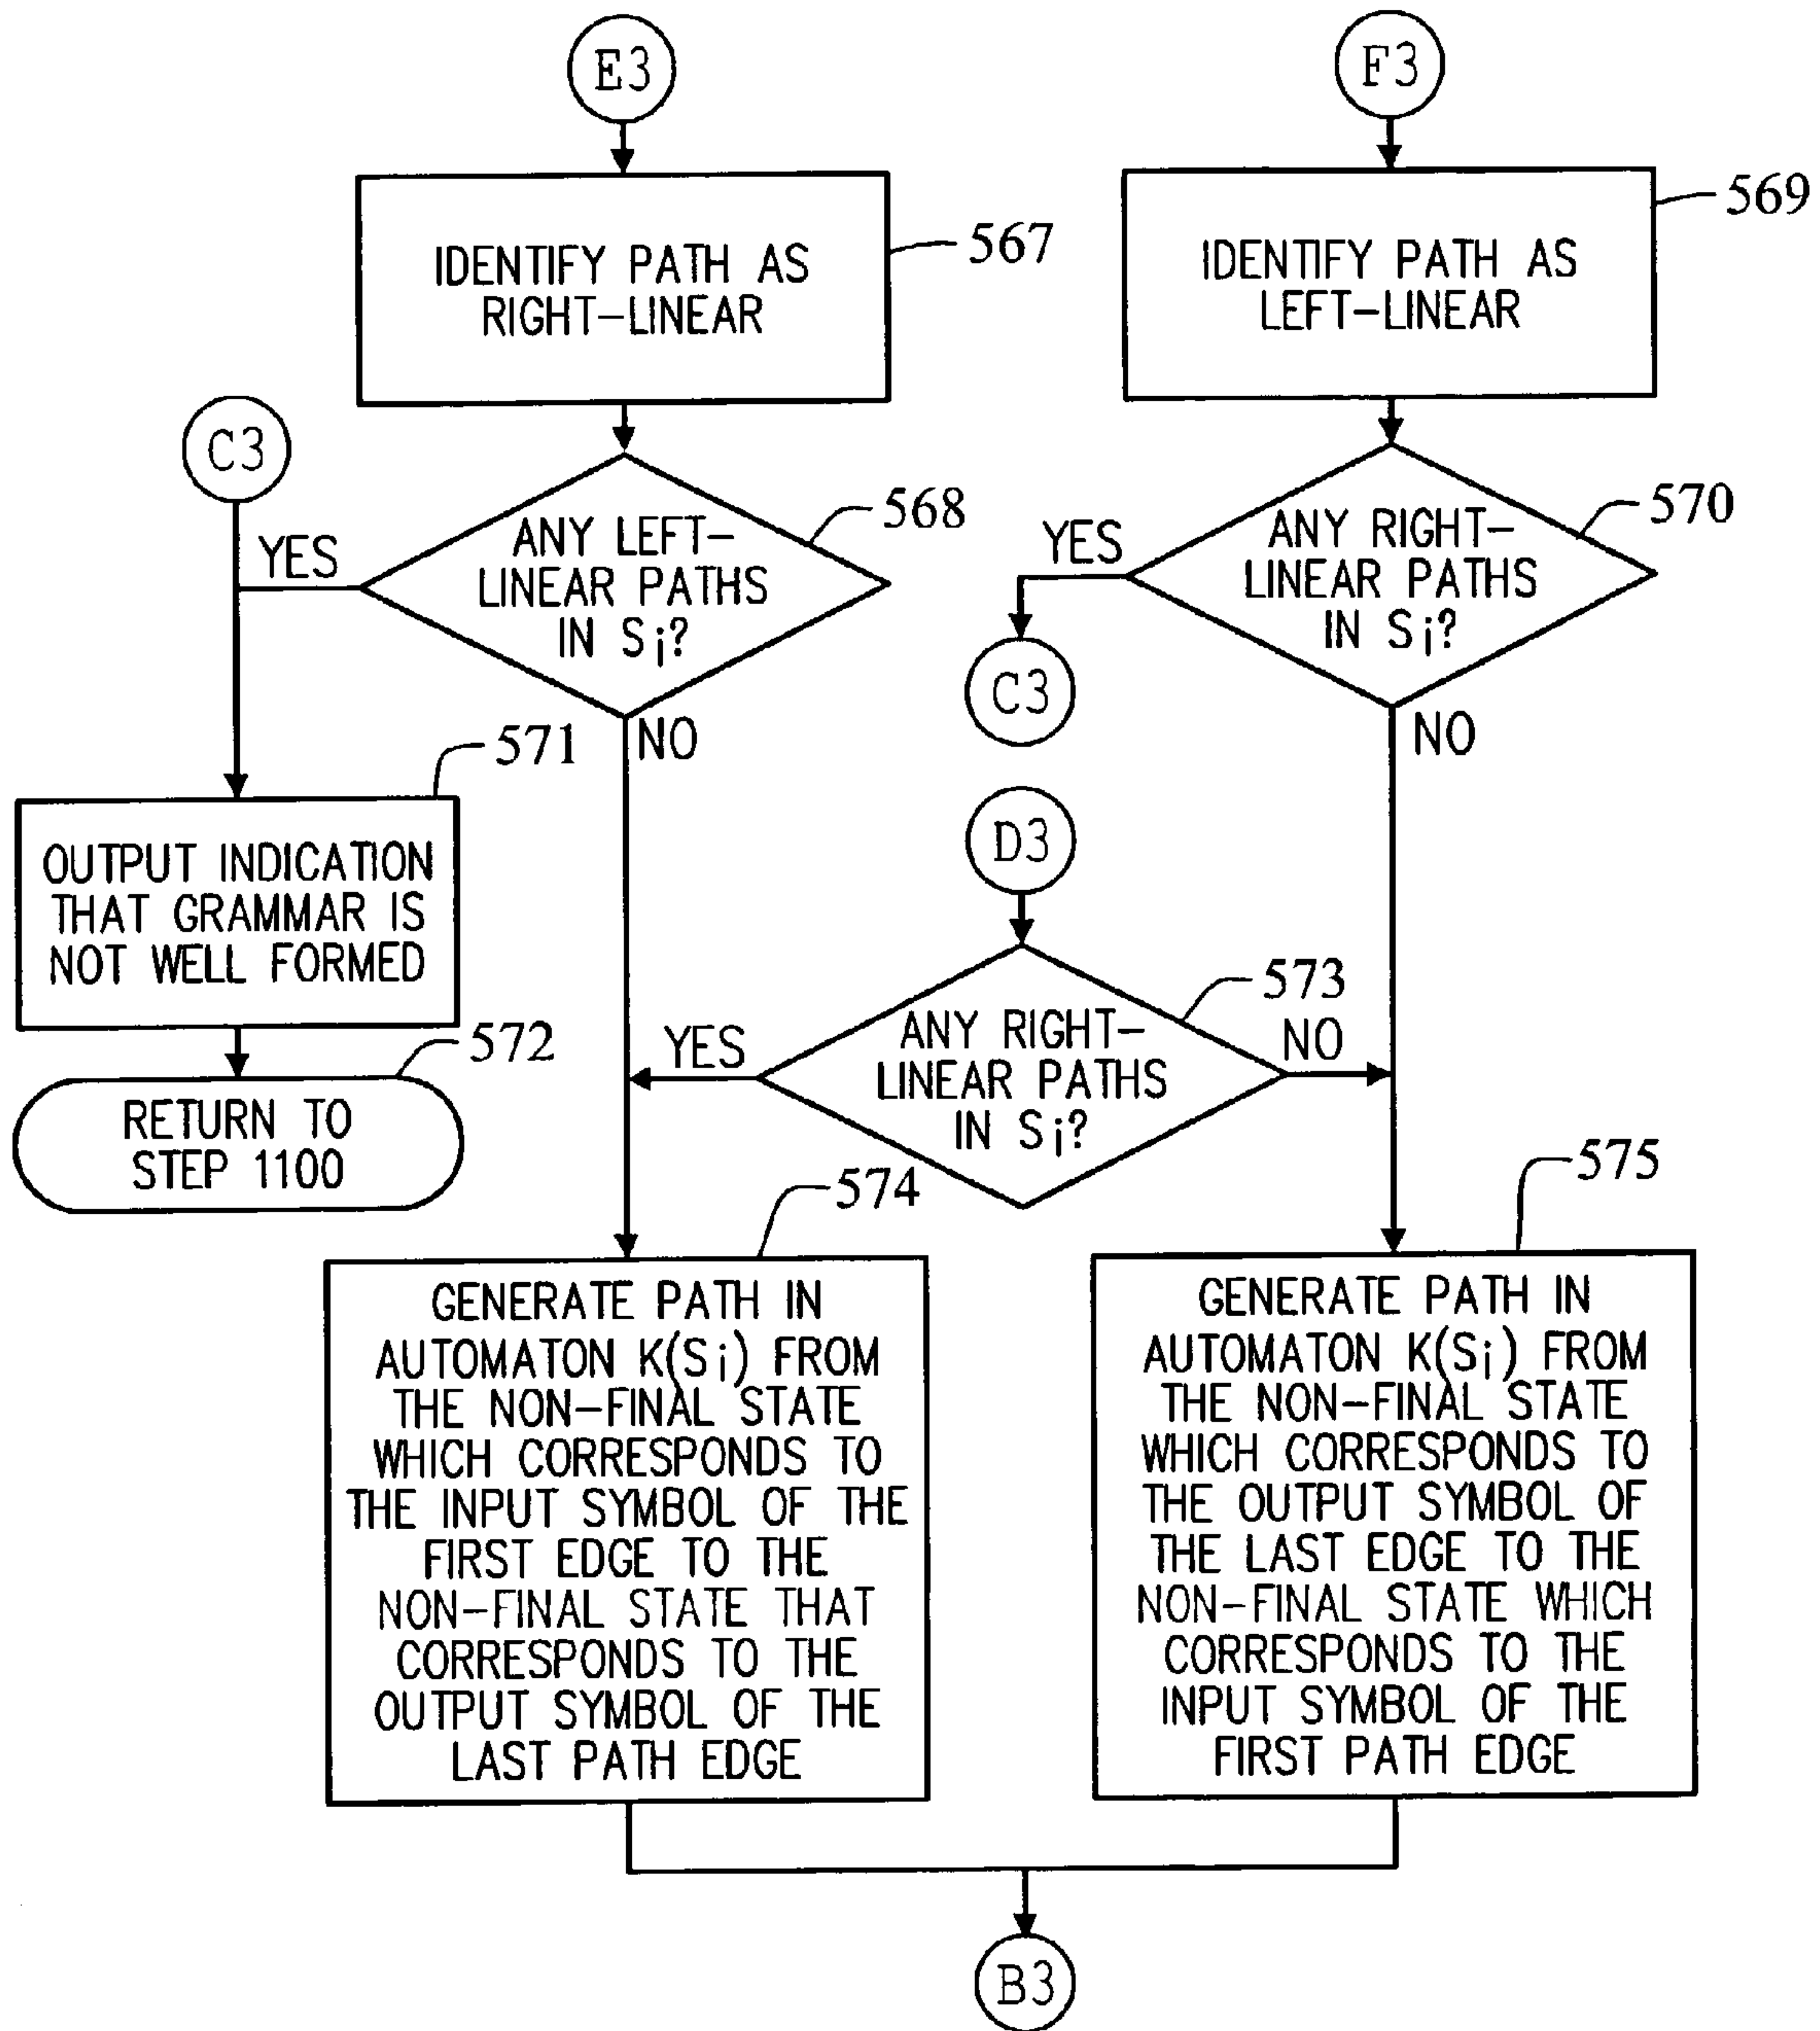 E3
F3
IDENTIFY PATH AS
RIGHT-LINEAR
567
IDENTIFY PATH AS
LEFT-LINEAR
569
C3
ANY LEFT-
LINEAR PATHS
IN Si?
568
YES
NO
ANY RIGHT-
LINEAR PATHS
IN Si?
570
YES
C3
NO
571
OUTPUT INDICATION
THAT GRAMMAR IS
NOT WELL FORMED
572
RETURN TO
STEP 1100
D3
573
ANY RIGHT-
LINEAR PATHS
IN Si?
YES
NO
574
GENERATE PATH IN
AUTOMATON K(Si) FROM
THE NON-FINAL STATE
WHICH CORRESPONDS TO
THE INPUT SYMBOL OF THE
FIRST EDGE TO THE
NON-FINAL STATE THAT
CORRESPONDS TO THE
OUTPUT SYMBOL OF THE
LAST PATH EDGE
575
GENERATE PATH IN
AUTOMATON K(Si) FROM
THE NON-FINAL STATE
WHICH CORRESPONDS TO
THE OUTPUT SYMBOL OF
THE LAST EDGE TO THE
NON-FINAL STATE WHICH
CORRESPONDS TO THE
INPUT SYMBOL OF THE
FIRST PATH EDGE
B3